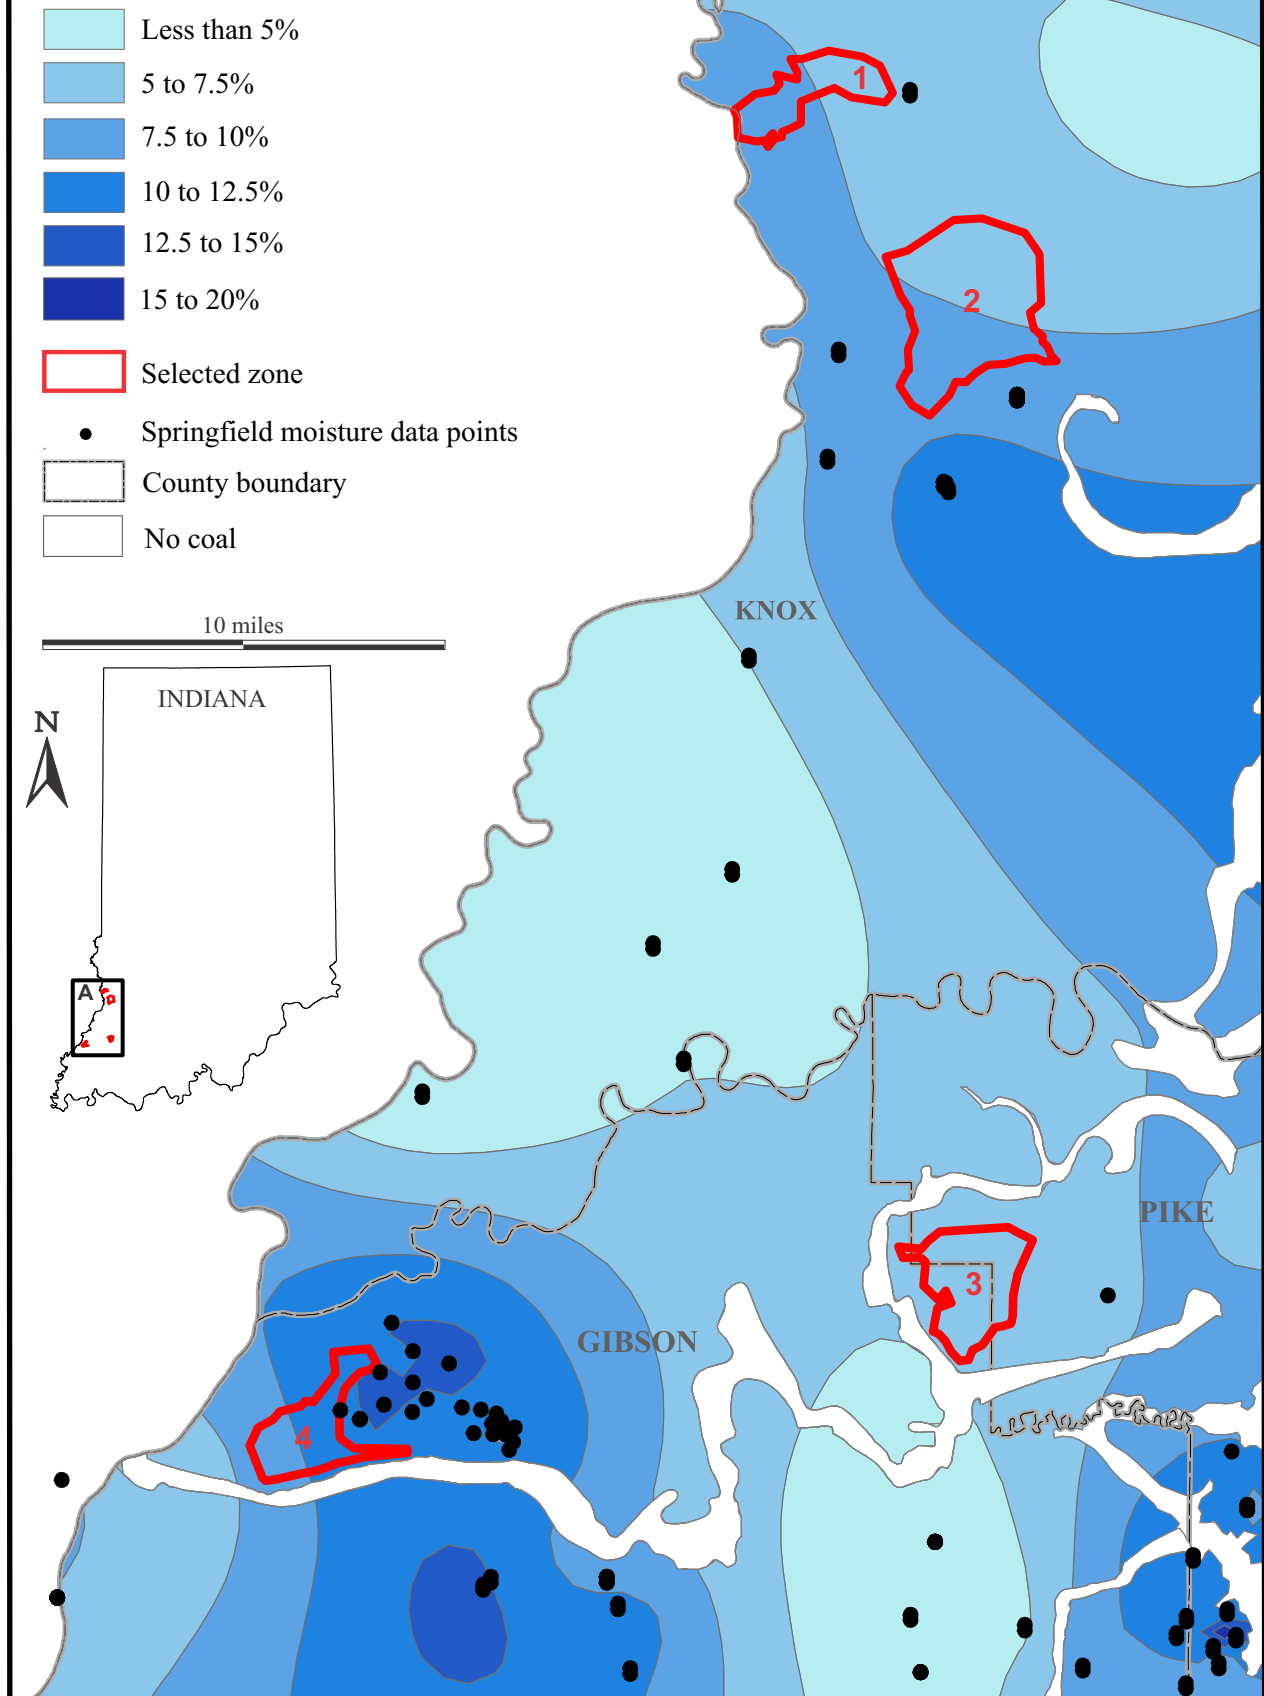 Less than 5%
5 to 7.5%
7.5 to 10%
10 to 12.5%
12.5 to 15%
15 to 20%
Selected zone
Springfield moisture data points
County boundary
No coal
10 miles
INDIANA
N
A
1
2
KNOX
PIKE
3
GIBSON
4